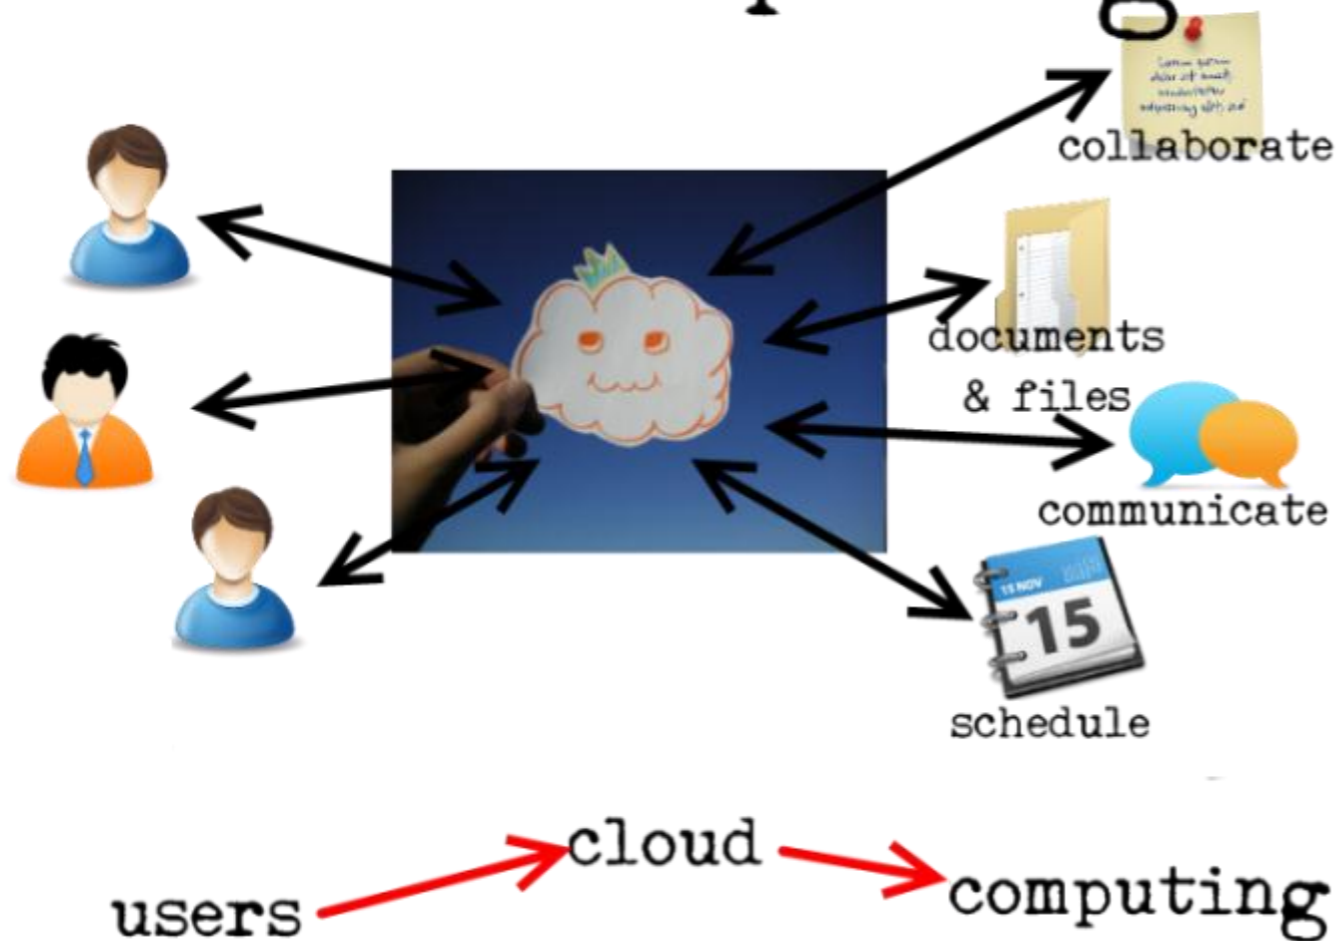 collaborate
documents
& files
communicate
15 NOV
15
schedule
cloud
users
computing